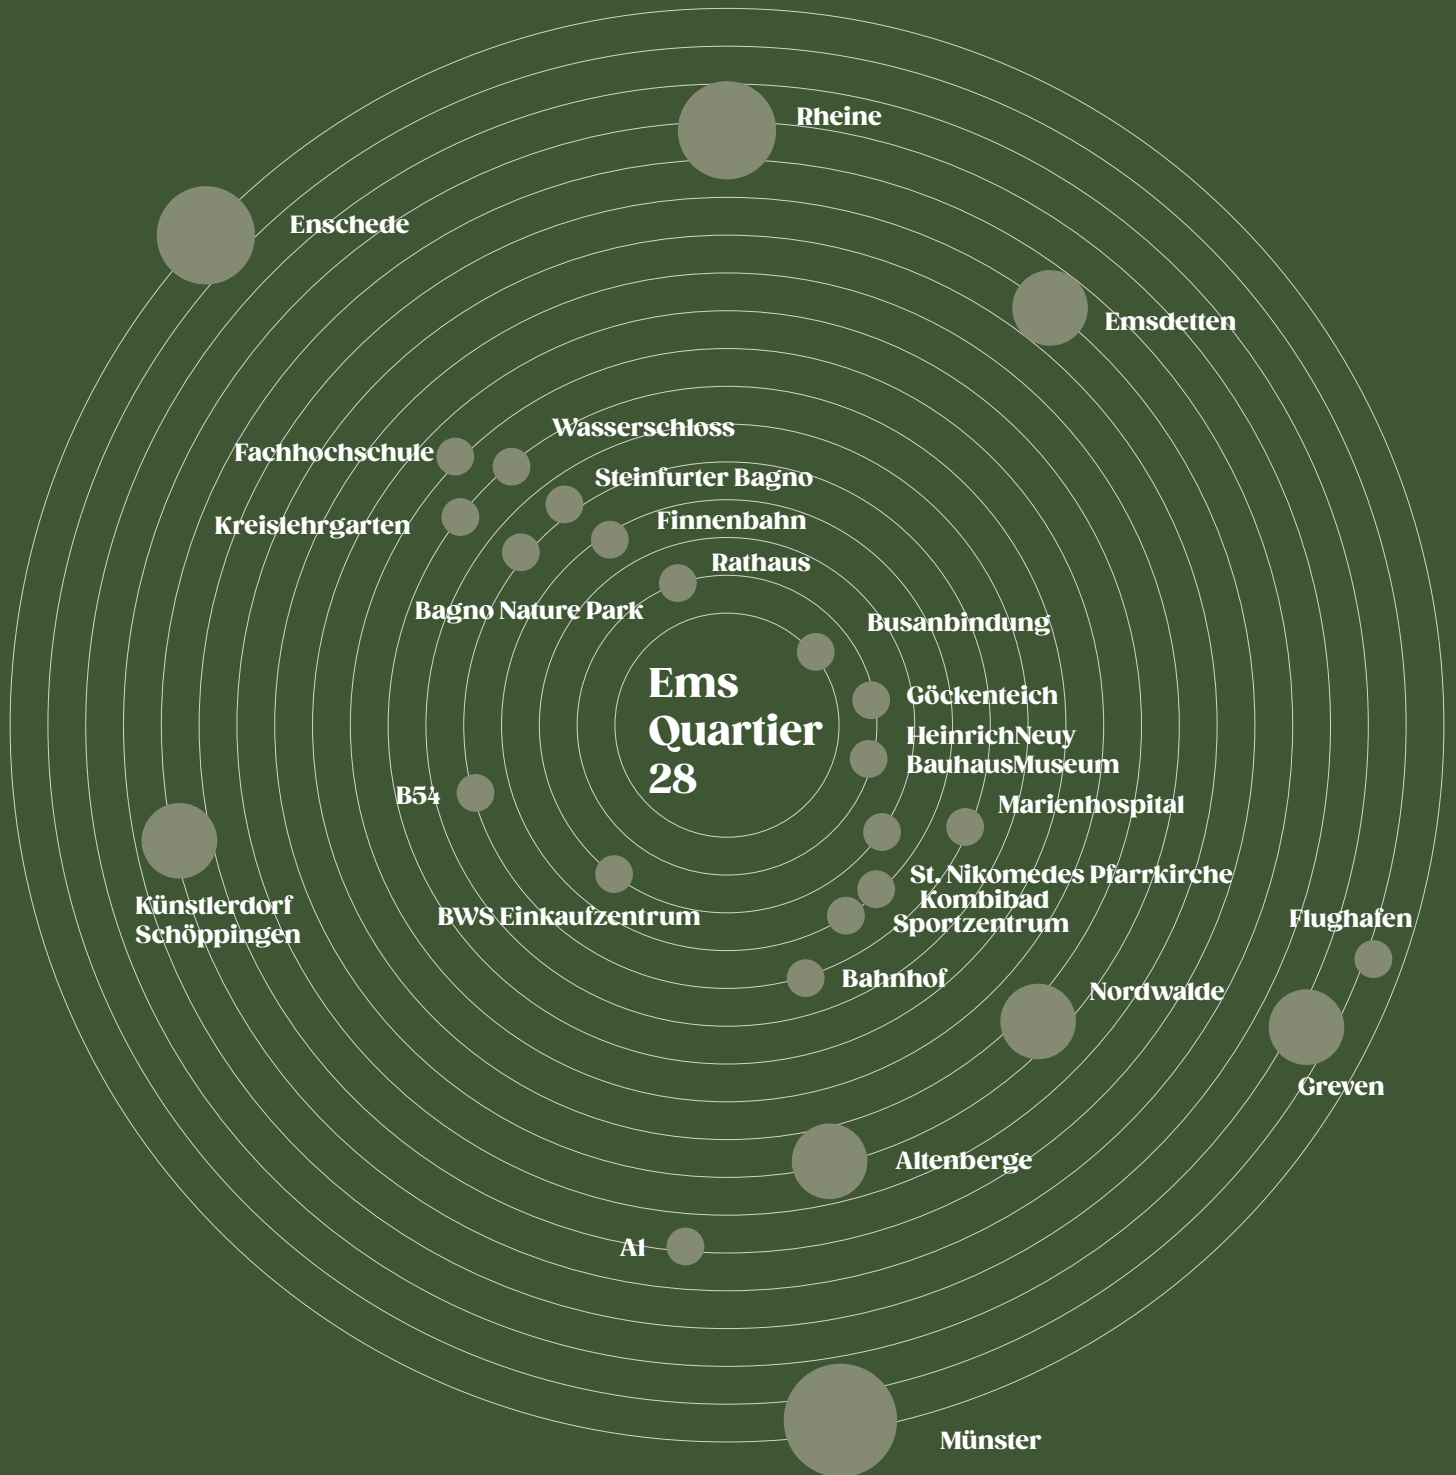 Rheine
Enschede
Emsdetten
Wasserschloss
Fachhochschule
Steinfurter Bagno
Kreislehrgarten
Finnenbahn
Rathaus
Bagno Nature Park
Busanbindung
Ems
Quartier
28
Göckenteich
HeinrichNeuy
BauhausMuseum
B54
Marienhospital
St. Nikomedes Pfarrkirche
Kombibad
Sportzentrum
BWS Einkaufzentrum
Künstlerdorf
Schöppingen
Flughafen
Bahnhof
Nordwalde
Greven
Altenberge
A1
Münster